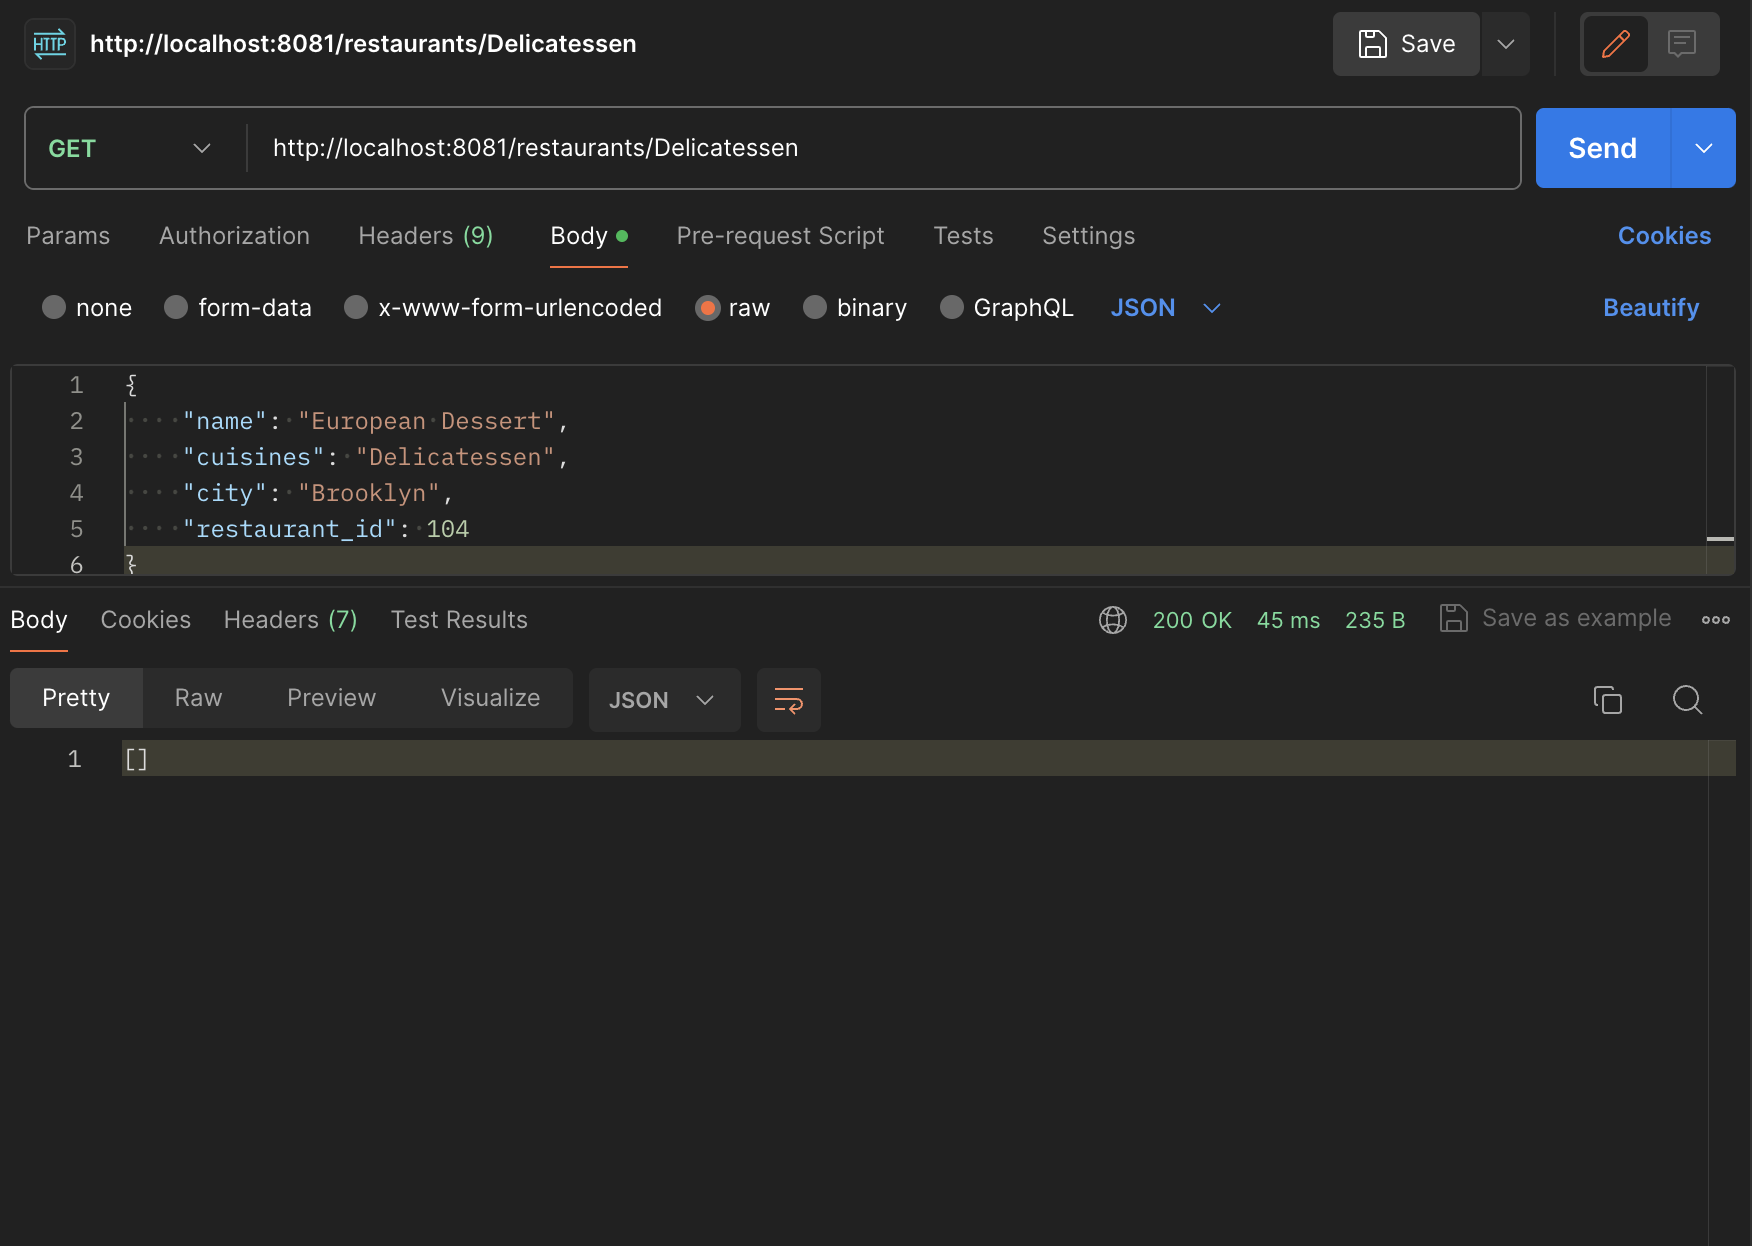 HTTP http://localhost:8081/restaurants/Delicatessen Save
GET http://localhost:8081/restaurants/Delicatessen Send
Params Authorization Headers (9) Body Pre-request Script Tests Settings Cookies
none form-data x-www-form-urlencoded raw binary GraphQL JSON Beautify
1 {
2 "name": "European Dessert",
3 "cuisines": "Delicatessen",
4 "city": "Brooklyn",
5 "restaurant_id": 104
6 }
Body Cookies Headers (7) Test Results 200 OK 45 ms 235 B Save as example
Pretty Raw Preview Visualize JSON
1 []